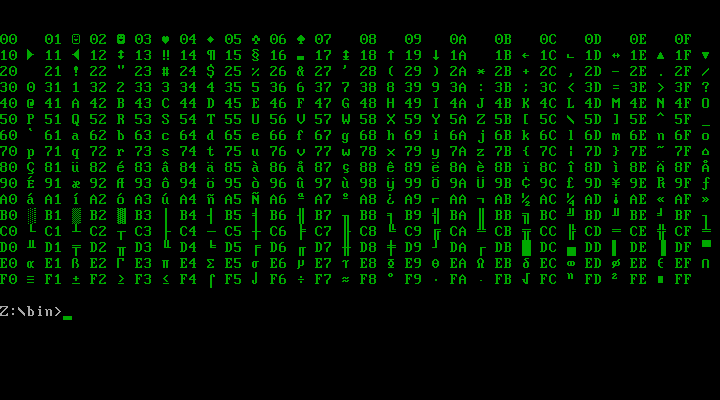 00 01 ☺ 02 ☻ 03 ♥ 04 ♦ 05 ♣ 06 ♠ 07 08 09 0A 0B 0C 0D 0E 0F
10 ► 11 ◄ 12 ↕ 13 ‼ 14 ¶ 15 § 16 ▬ 17 ↨ 18 ↑ 19 ↓ 1A 1B ← 1C ∟ 1D ↔ 1E ▲ 1F ▼
20 21 ! 22 " 23 # 24 $ 25 % 26 & 27 ' 28 ( 29 ) 2A * 2B + 2C , 2D - 2E . 2F /
30 0 31 1 32 2 33 3 34 4 35 5 36 6 37 7 38 8 39 9 3A : 3B ; 3C < 3D = 3E > 3F ?
40 @ 41 A 42 B 43 C 44 D 45 E 46 F 47 G 48 H 49 I 4A J 4B K 4C L 4D M 4E N 4F O
50 P 51 Q 52 R 53 S 54 T 55 U 56 V 57 W 58 X 59 Y 5A Z 5B [ 5C \ 5D ] 5E ^ 5F _
60 ` 61 a 62 b 63 c 64 d 65 e 66 f 67 g 68 h 69 i 6A j 6B k 6C l 6D m 6E n 6F o
70 p 71 q 72 r 73 s 74 t 75 u 76 v 77 w 78 x 79 y 7A z 7B { 7C ¦ 7D } 7E ~ 7F ⌂
80 Ç 81 ü 82 é 83 â 84 ä 85 à 86 å 87 ç 88 ê 89 ë 8A è 8B ï 8C î 8D ì 8E Ä 8F Å
90 É 91 æ 92 Æ 93 ô 94 ö 95 ò 96 û 97 ù 98 ÿ 99 Ö 9A Ü 9B ¢ 9C £ 9D ¥ 9E ₧ 9F ƒ
A0 á A1 í A2 ó A3 ú A4 ñ A5 Ñ A6 ª A7 º A8 ¿ A9 ⌐ AA ¬ AB ½ AC ¼ AD ¡ AE « AF »
B0 ░ B1 ▒ B2 ▓ B3 │ B4 ┤ B5 ╡ B6 ╢ B7 ╖ B8 ╕ B9 ╣ BA ║ BB ╗ BC ╝ BD ╜ BE ╛ BF ┐
C0 └ C1 ┴ C2 ┬ C3 ├ C4 ─ C5 ┼ C6 ╞ C7 ╟ C8 ╚ C9 ╔ CA ╩ CB ╦ CC ╠ CD ═ CE ╬ CF ╧
D0 ╨ D1 ╤ D2 ╥ D3 ╙ D4 ╘ D5 ╒ D6 ╓ D7 ╫ D8 ╪ D9 ┘ DA ┌ DB █ DC ▄ DD ▌ DE ▐ DF ▀
E0 α E1 ß E2 Γ E3 π E4 Σ E5 σ E6 µ E7 τ E8 Φ E9 Θ EA Ω EB δ EC ∞ ED φ EE ε EF ∩
F0 ≡ F1 ± F2 ≥ F3 ≤ F4 ⌠ F5 ⌡ F6 ÷ F7 ≈ F8 ° F9 ∙ FA · FB √ FC ⁿ FD ² FE ■ FF
Z:\bin>_